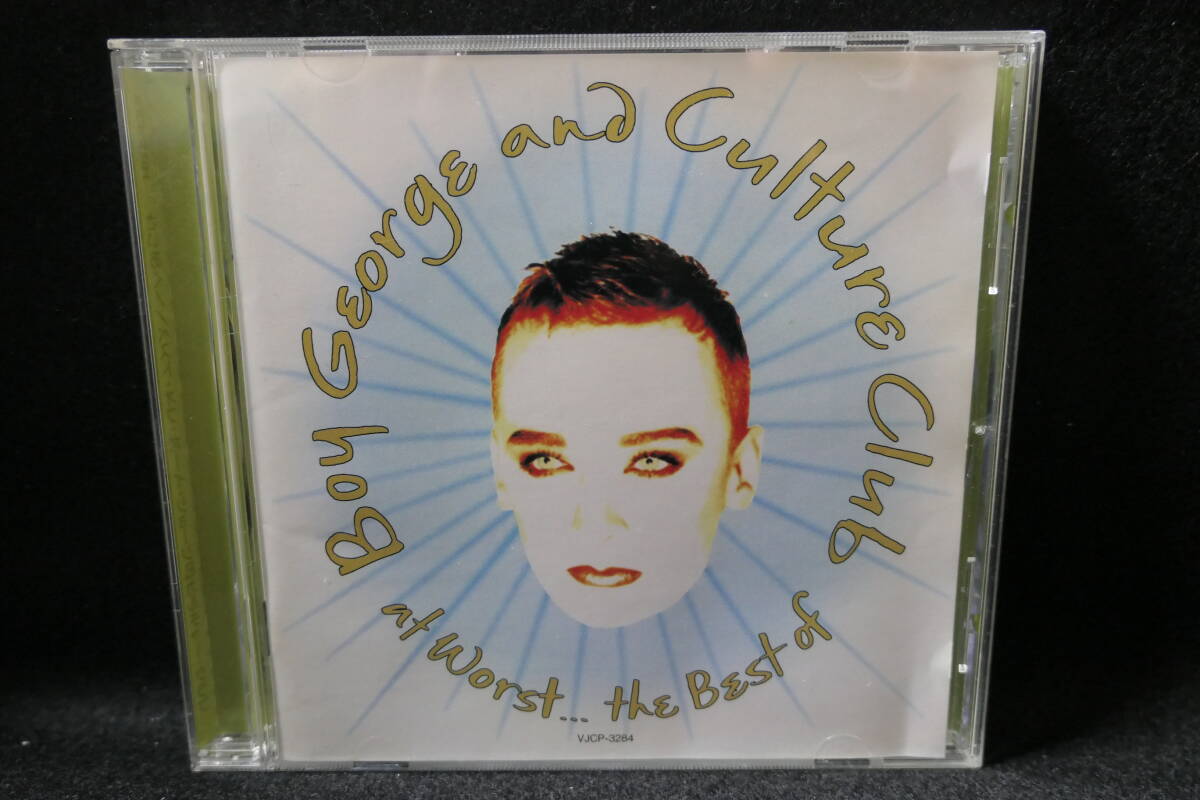 Boy George and Culture Club
at Worst... the Best of
VJCP-3284